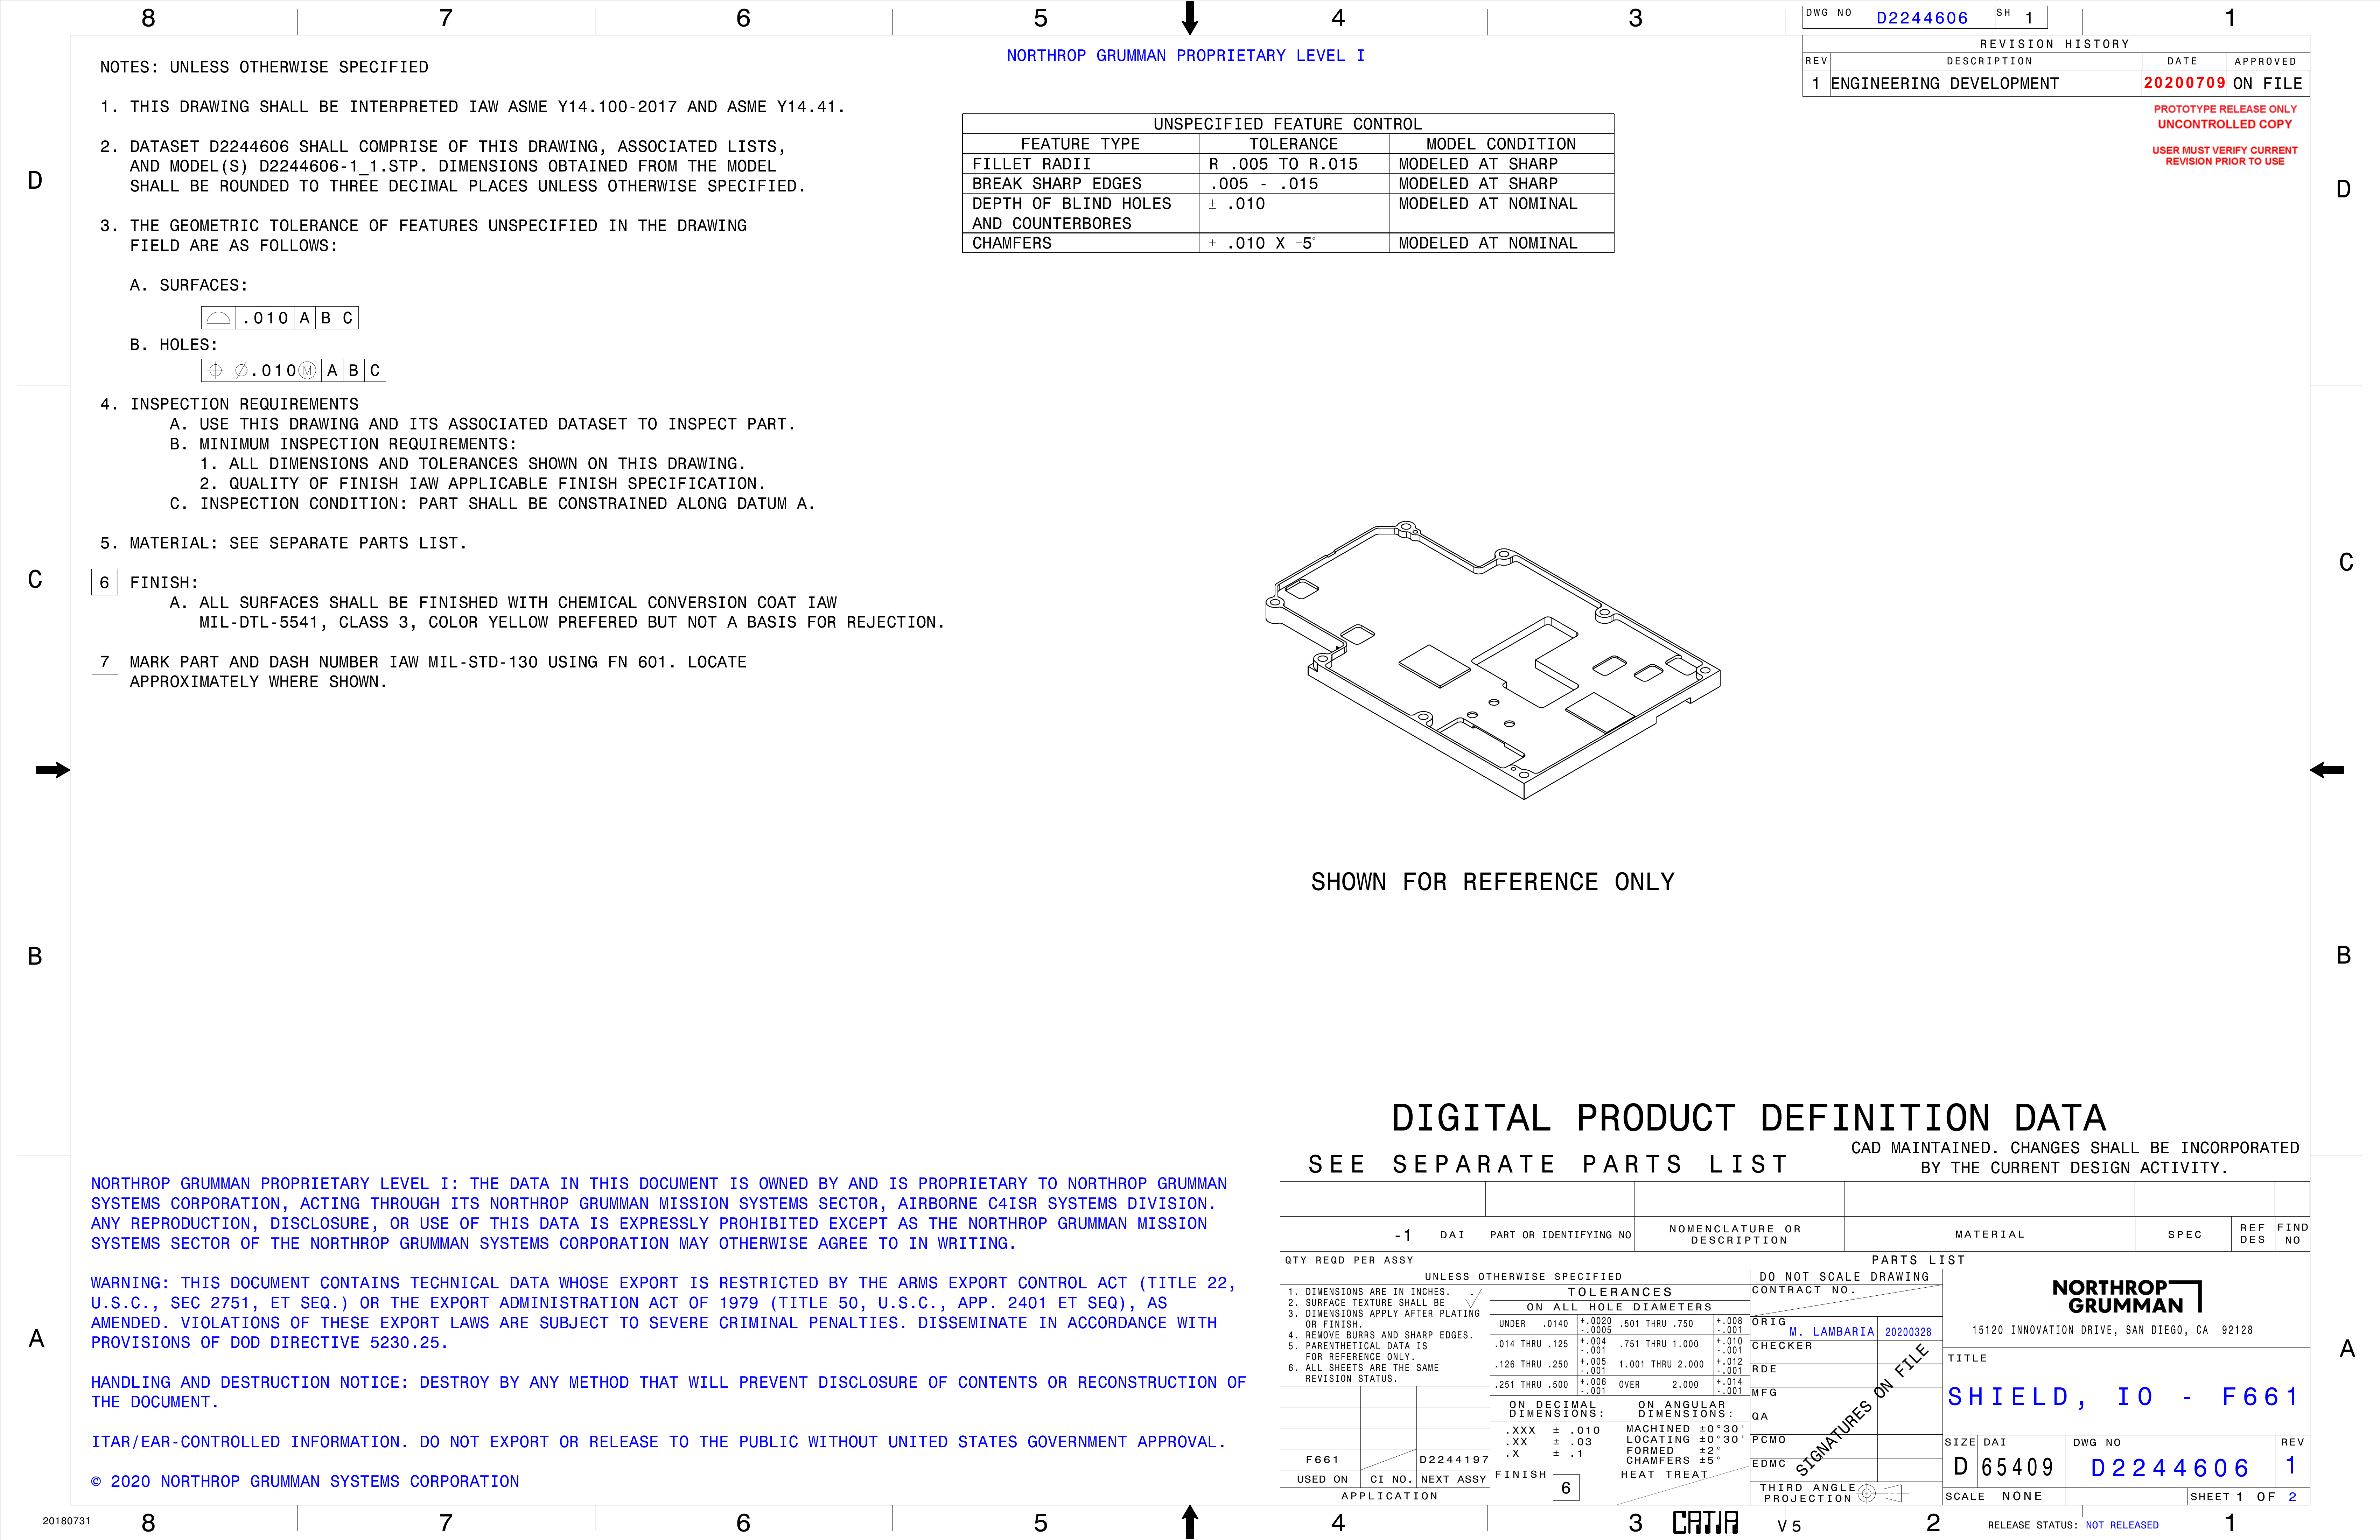 8 7 6 5 4 3 1
DWG NO D2244606 SH 1
REVISION HISTORY
REV DESCRIPTION DATE APPROVED
1 ENGINEERING DEVELOPMENT 20200709 ON FILE
PROTOTYPE RELEASE ONLY
UNCONTROLLED COPY
USER MUST VERIFY CURRENT
REVISION PRIOR TO USE
NORTHROP GRUMMAN PROPRIETARY LEVEL I
NOTES: UNLESS OTHERWISE SPECIFIED
1. THIS DRAWING SHALL BE INTERPRETED IAW ASME Y14.100-2017 AND ASME Y14.41.
2. DATASET D2244606 SHALL COMPRISE OF THIS DRAWING, ASSOCIATED LISTS,
AND MODEL(S) D2244606-1_1.STP. DIMENSIONS OBTAINED FROM THE MODEL
SHALL BE ROUNDED TO THREE DECIMAL PLACES UNLESS OTHERWISE SPECIFIED.
3. THE GEOMETRIC TOLERANCE OF FEATURES UNSPECIFIED IN THE DRAWING
FIELD ARE AS FOLLOWS:
A. SURFACES:
⌓ .010 A B C
B. HOLES:
⌖ ∅.010Ⓜ A B C
4. INSPECTION REQUIREMENTS
A. USE THIS DRAWING AND ITS ASSOCIATED DATASET TO INSPECT PART.
B. MINIMUM INSPECTION REQUIREMENTS:
1. ALL DIMENSIONS AND TOLERANCES SHOWN ON THIS DRAWING.
2. QUALITY OF FINISH IAW APPLICABLE FINISH SPECIFICATION.
C. INSPECTION CONDITION: PART SHALL BE CONSTRAINED ALONG DATUM A.
5. MATERIAL: SEE SEPARATE PARTS LIST.
6 FINISH:
A. ALL SURFACES SHALL BE FINISHED WITH CHEMICAL CONVERSION COAT IAW
MIL-DTL-5541, CLASS 3, COLOR YELLOW PREFERED BUT NOT A BASIS FOR REJECTION.
7 MARK PART AND DASH NUMBER IAW MIL-STD-130 USING FN 601. LOCATE
APPROXIMATELY WHERE SHOWN.
UNSPECIFIED FEATURE CONTROL
FEATURE TYPE TOLERANCE MODEL CONDITION
FILLET RADII R .005 TO R.015 MODELED AT SHARP
BREAK SHARP EDGES .005 - .015 MODELED AT SHARP
DEPTH OF BLIND HOLES ± .010 MODELED AT NOMINAL
AND COUNTERBORES
CHAMFERS ± .010 X ±5° MODELED AT NOMINAL
D D
C C
B B
A A
SHOWN FOR REFERENCE ONLY
DIGITAL PRODUCT DEFINITION DATA
SEE SEPARATE PARTS LIST
CAD MAINTAINED. CHANGES SHALL BE INCORPORATED
BY THE CURRENT DESIGN ACTIVITY.
NORTHROP GRUMMAN PROPRIETARY LEVEL I: THE DATA IN THIS DOCUMENT IS OWNED BY AND IS PROPRIETARY TO NORTHROP GRUMMAN
SYSTEMS CORPORATION, ACTING THROUGH ITS NORTHROP GRUMMAN MISSION SYSTEMS SECTOR, AIRBORNE C4ISR SYSTEMS DIVISION.
ANY REPRODUCTION, DISCLOSURE, OR USE OF THIS DATA IS EXPRESSLY PROHIBITED EXCEPT AS THE NORTHROP GRUMMAN MISSION
SYSTEMS SECTOR OF THE NORTHROP GRUMMAN SYSTEMS CORPORATION MAY OTHERWISE AGREE TO IN WRITING.
WARNING: THIS DOCUMENT CONTAINS TECHNICAL DATA WHOSE EXPORT IS RESTRICTED BY THE ARMS EXPORT CONTROL ACT (TITLE 22,
U.S.C., SEC 2751, ET SEQ.) OR THE EXPORT ADMINISTRATION ACT OF 1979 (TITLE 50, U.S.C., APP. 2401 ET SEQ), AS
AMENDED. VIOLATIONS OF THESE EXPORT LAWS ARE SUBJECT TO SEVERE CRIMINAL PENALTIES. DISSEMINATE IN ACCORDANCE WITH
PROVISIONS OF DOD DIRECTIVE 5230.25.
HANDLING AND DESTRUCTION NOTICE: DESTROY BY ANY METHOD THAT WILL PREVENT DISCLOSURE OF CONTENTS OR RECONSTRUCTION OF
THE DOCUMENT.
ITAR/EAR-CONTROLLED INFORMATION. DO NOT EXPORT OR RELEASE TO THE PUBLIC WITHOUT UNITED STATES GOVERNMENT APPROVAL.
© 2020 NORTHROP GRUMMAN SYSTEMS CORPORATION
-1 DAI PART OR IDENTIFYING NO NOMENCLATURE OR DESCRIPTION MATERIAL SPEC REF DES FIND NO
QTY REQD PER ASSY PARTS LIST
UNLESS OTHERWISE SPECIFIED
1. DIMENSIONS ARE IN INCHES.
2. SURFACE TEXTURE SHALL BE
3. DIMENSIONS APPLY AFTER PLATING
OR FINISH.
4. REMOVE BURRS AND SHARP EDGES.
5. PARENTHETICAL DATA IS
FOR REFERENCE ONLY.
6. ALL SHEETS ARE THE SAME
REVISION STATUS.
TOLERANCES
ON ALL HOLE DIAMETERS
UNDER .0140 +.0020 -.0005 .501 THRU .750 +.008 -.001
.014 THRU .125 +.004 -.001 .751 THRU 1.000 +.010 -.001
.126 THRU .250 +.005 -.001 1.001 THRU 2.000 +.012 -.001
.251 THRU .500 +.006 -.001 OVER 2.000 +.014 -.001
ON DECIMAL DIMENSIONS: ON ANGULAR DIMENSIONS:
.XXX ± .010 MACHINED ±0°30'
.XX ± .03 LOCATING ±0°30'
.X ± .1 FORMED ±2°
CHAMFERS ±5°
FINISH 6 HEAT TREAT
F661 D2244197
USED ON CI NO. NEXT ASSY
APPLICATION
DO NOT SCALE DRAWING
CONTRACT NO.
ORIG M. LAMBARIA 20200328
CHECKER
RDE
MFG
QA
PCMO
EDMC
SIGNATURES ON FILE
THIRD ANGLE
PROJECTION
NORTHROP
GRUMMAN
15120 INNOVATION DRIVE, SAN DIEGO, CA 92128
TITLE
SHIELD, IO - F661
SIZE DAI DWG NO REV
D 65409 D2244606 1
SCALE NONE SHEET 1 OF 2
20180731 8 7 6 5 4 3 CATIA V5 2 1
RELEASE STATUS: NOT RELEASED